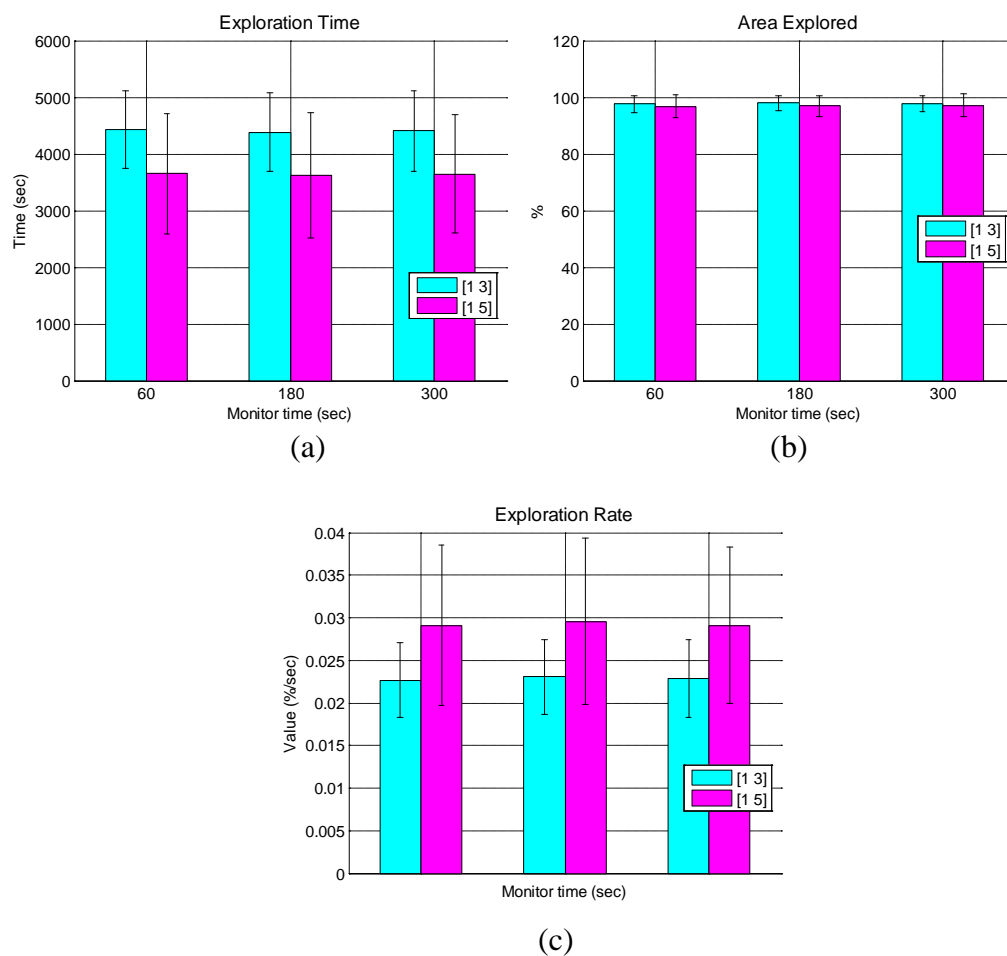 Exploration Time
6000
5000
4000
3000
2000
1000
0
Time (sec)
60 180 300
Monitor time (sec)
[1 3]
[1 5]
(a)
Area Explored
120
100
80
60
40
20
0
%
60 180 300
Monitor time (sec)
[1 3]
[1 5]
(b)
Exploration Rate
0.04
0.035
0.03
0.025
0.02
0.015
0.01
0.005
0
Value (%/sec)
Monitor time (sec)
[1 3]
[1 5]
(c)